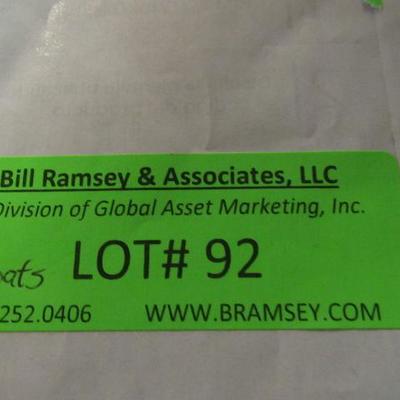 Bill Ramsey & Associates, LLC
Division of Global Asset Marketing, Inc.
LOT# 92
252.0406 WWW.BRAMSEY.COM